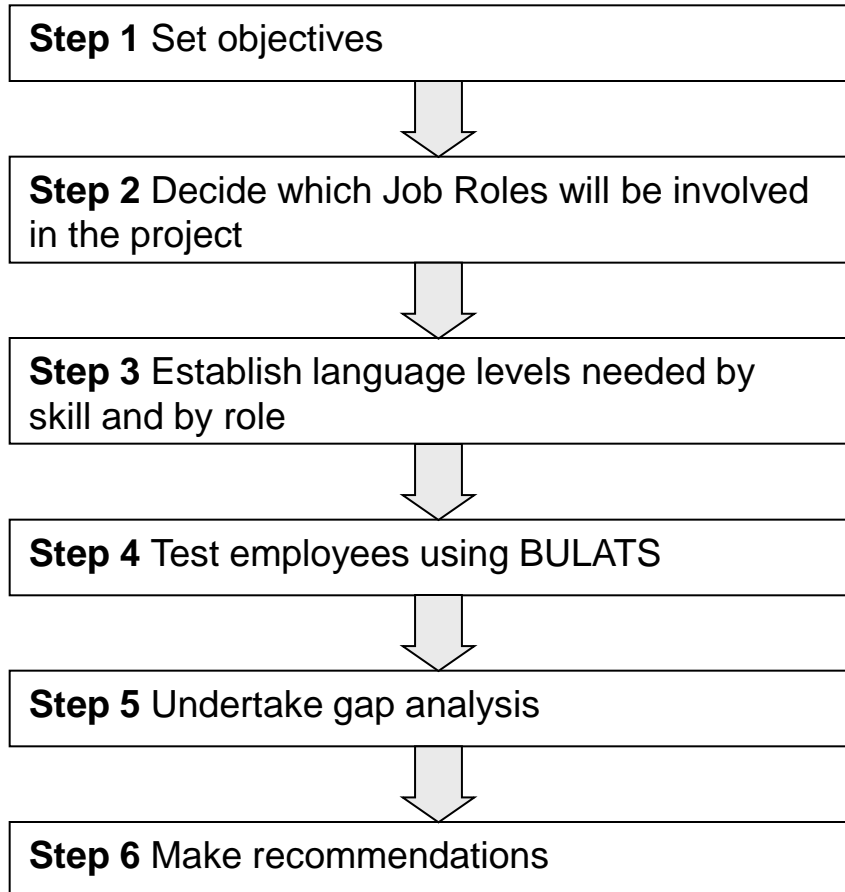 Step 1 Set objectives
Step 2 Decide which Job Roles will be involved
in the project
Step 3 Establish language levels needed by
skill and by role
Step 4 Test employees using BULATS
Step 5 Undertake gap analysis
Step 6 Make recommendations